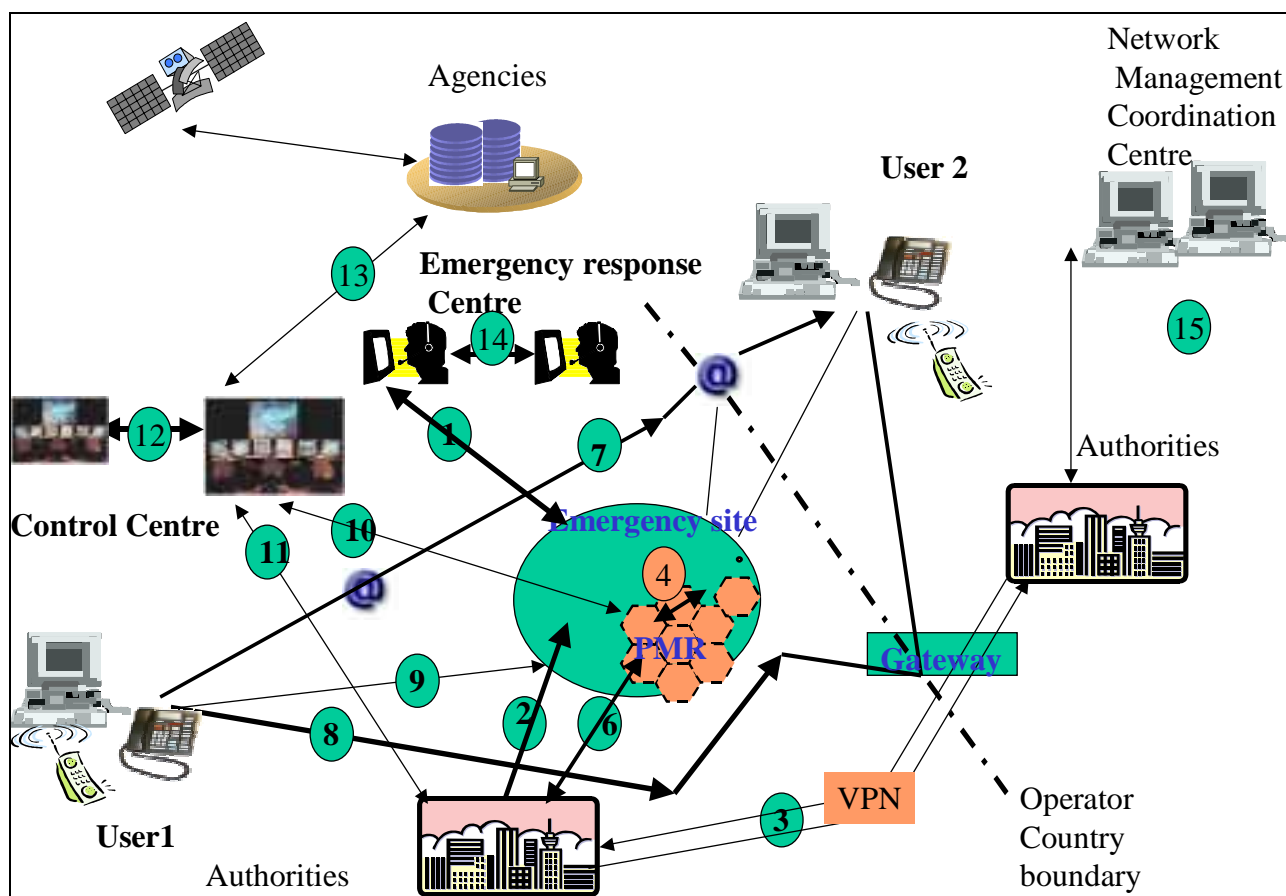 Agencies
Network
Management
Coordination
Centre
User 2
13
Emergency response
Centre
14
15
@
12
1
7
Authorities
Control Centre
10
Emergency site
11
4
@
PMR
Gateway
9
2
6
8
VPN
3
Operator
Country
boundary
User1
Authorities